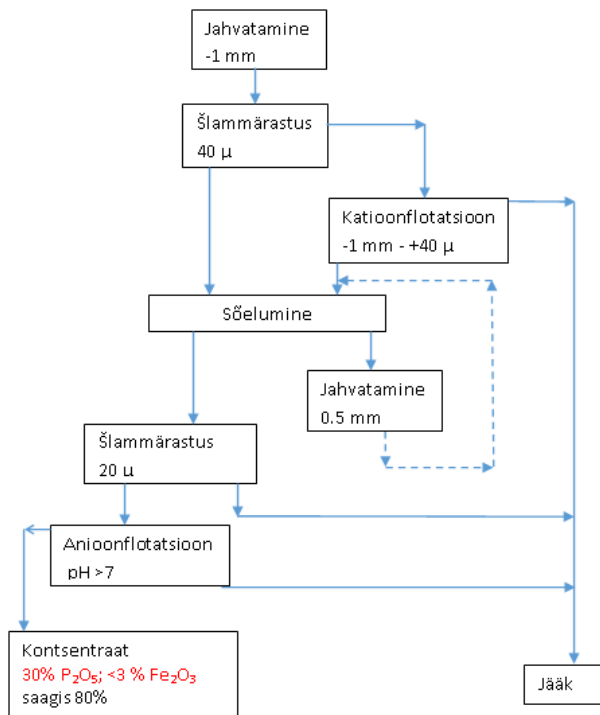 Jahvatamine
-1 mm
Šlammärastus
40 µ
Katioonflotatsioon
-1 mm - +40 µ
Sõelumine
Jahvatamine
0.5 mm
Šlammärastus
20 µ
Anioonflotatsioon
pH >7
Kontsentraat
30% P₂O₅; <3 % Fe₂O₃
saagis 80%
Jääk